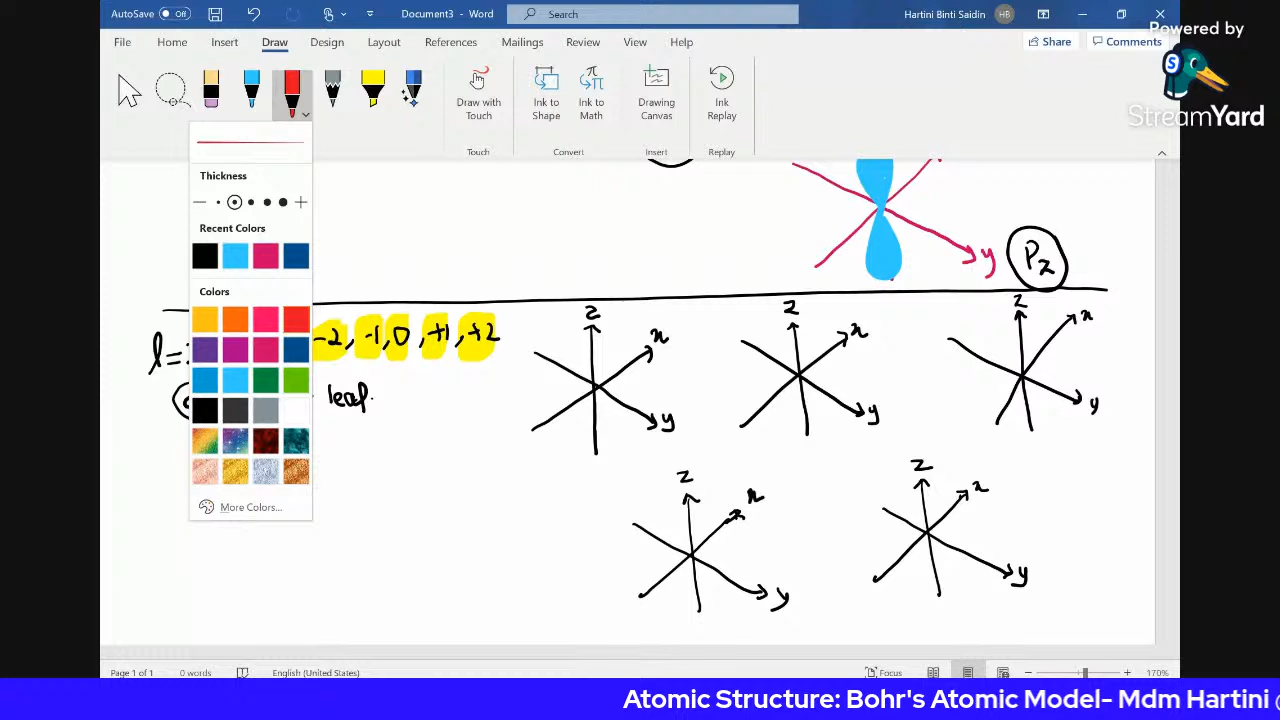 AutoSave Off Document3 - Word Search Hartini Binti Saidin HB
Powered by
StreamYard
File Home Insert Draw Design Layout References Mailings Review View Help Share Comments
Draw with Touch
Ink to Shape
Ink to Math
Drawing Canvas
Ink Replay
Touch Convert Insert Replay
Thickness
Recent Colors
Colors
More Colors...
y
Pz
l= -2, -1, 0, +1, +2
leaf.
z x y
z x y
z x y
z x y
z x y
Page 1 of 1 0 words English (United States) Focus 170%
Atomic Structure: Bohr's Atomic Model- Mdm Hartini